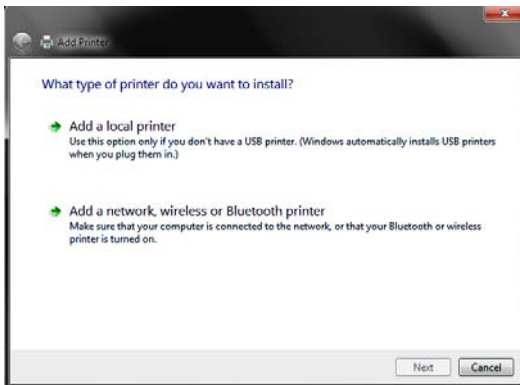 Add Printer
What type of printer do you want to install?
Add a local printer
Use this option only if you don't have a USB printer. (Windows automatically installs USB printers
when you plug them in.)
Add a network, wireless or Bluetooth printer
Make sure that your computer is connected to the network, or that your Bluetooth or wireless
printer is turned on.
Next Cancel